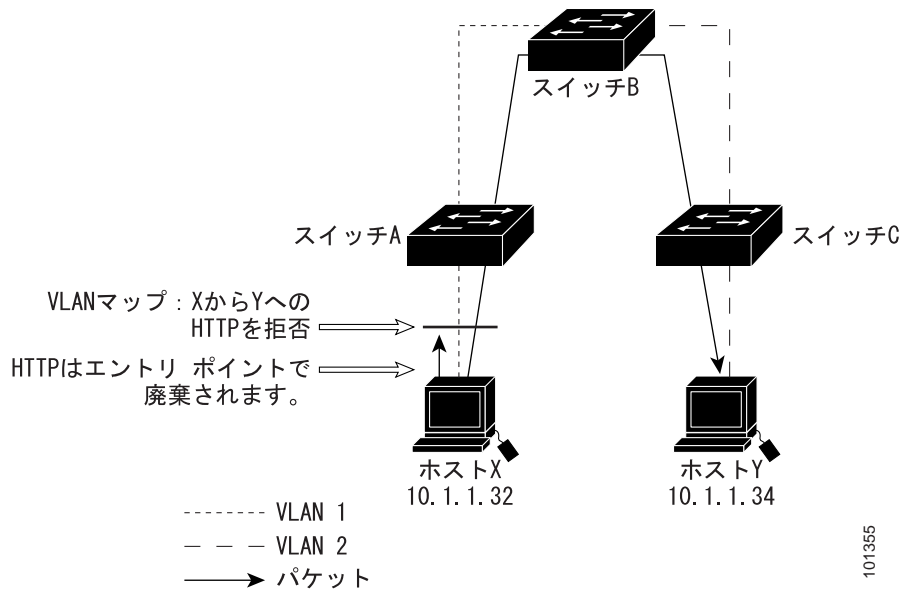 スイッチB
スイッチA
スイッチC
VLANマップ：XからYへの
HTTPを拒否
HTTPはエントリ ポイントで
廃棄されます。
ホストX
10.1.1.32
ホストY
10.1.1.34
VLAN 1
VLAN 2
パケット
101355